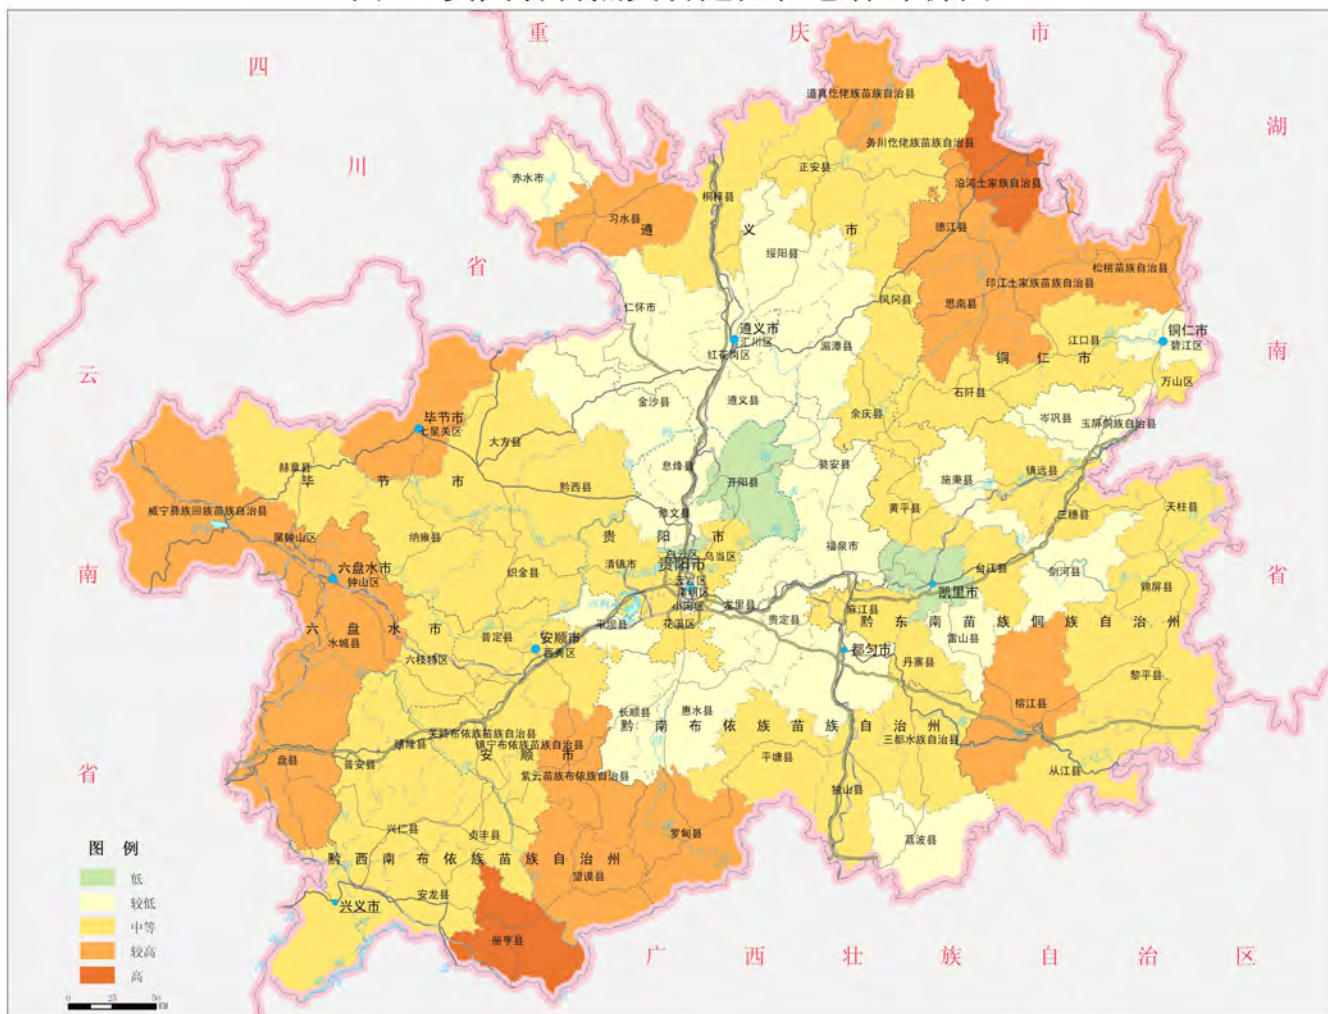 重 庆 市
四
川
省
湖
南
省
云
南
省
道真仡佬族苗族自治县
务川仡佬族苗族自治县
正安县
沿河土家族自治县
赤水市
习水县
桐梓县
遵 义 市
德江县
绥阳县
松桃苗族自治县
印江土家族苗族自治县
思南县
凤冈县
仁怀市
遵义市
汇川区
红花岗区
湄潭县
铜仁市
碧江区
江口县
铜 仁 市
万山区
石阡县
金沙县
遵义县
余庆县
岑巩县
玉屏侗族自治县
毕节市
七星关区
大方县
赫章县
毕 节 市
息烽县
开阳县
瓮安县
黔西县
施秉县
镇远县
黄平县
三穗县
天柱县
威宁彝族回族苗族自治县
属钟山区
纳雍县
修文县
贵 阳 市
白云区
乌当区
福泉市
六盘水市
钟山区
织金县
清镇市
贵阳市
云岩区
南明区
小河区
花溪区
台江县
剑河县
锦屏县
凯里市
龙里县
贵定县
麻江县
平坝县
六 盘 水 市
水城县
普定县
安顺市
西秀区
六枝特区
黔 东 南 苗 族 侗 族 自 治 州
雷山县
都匀市
丹寨县
黎平县
榕江县
长顺县
惠水县
黔 南 布 依 族 苗 族 自 治 州
三都水族自治县
关岭布依族苗族自治县
镇宁布依族苗族自治县
晴隆县
安 顺 市
盘县
普安县
紫云苗族布依族自治县
平塘县
从江县
独山县
兴仁县
贞丰县
罗甸县
荔波县
黔 西 南 布 依 族 苗 族 自 治 州
望谟县
兴义市
安龙县
册亨县
广 西 壮 族 自 治 区
图 例
低
较低
中等
较高
高
0 25 50